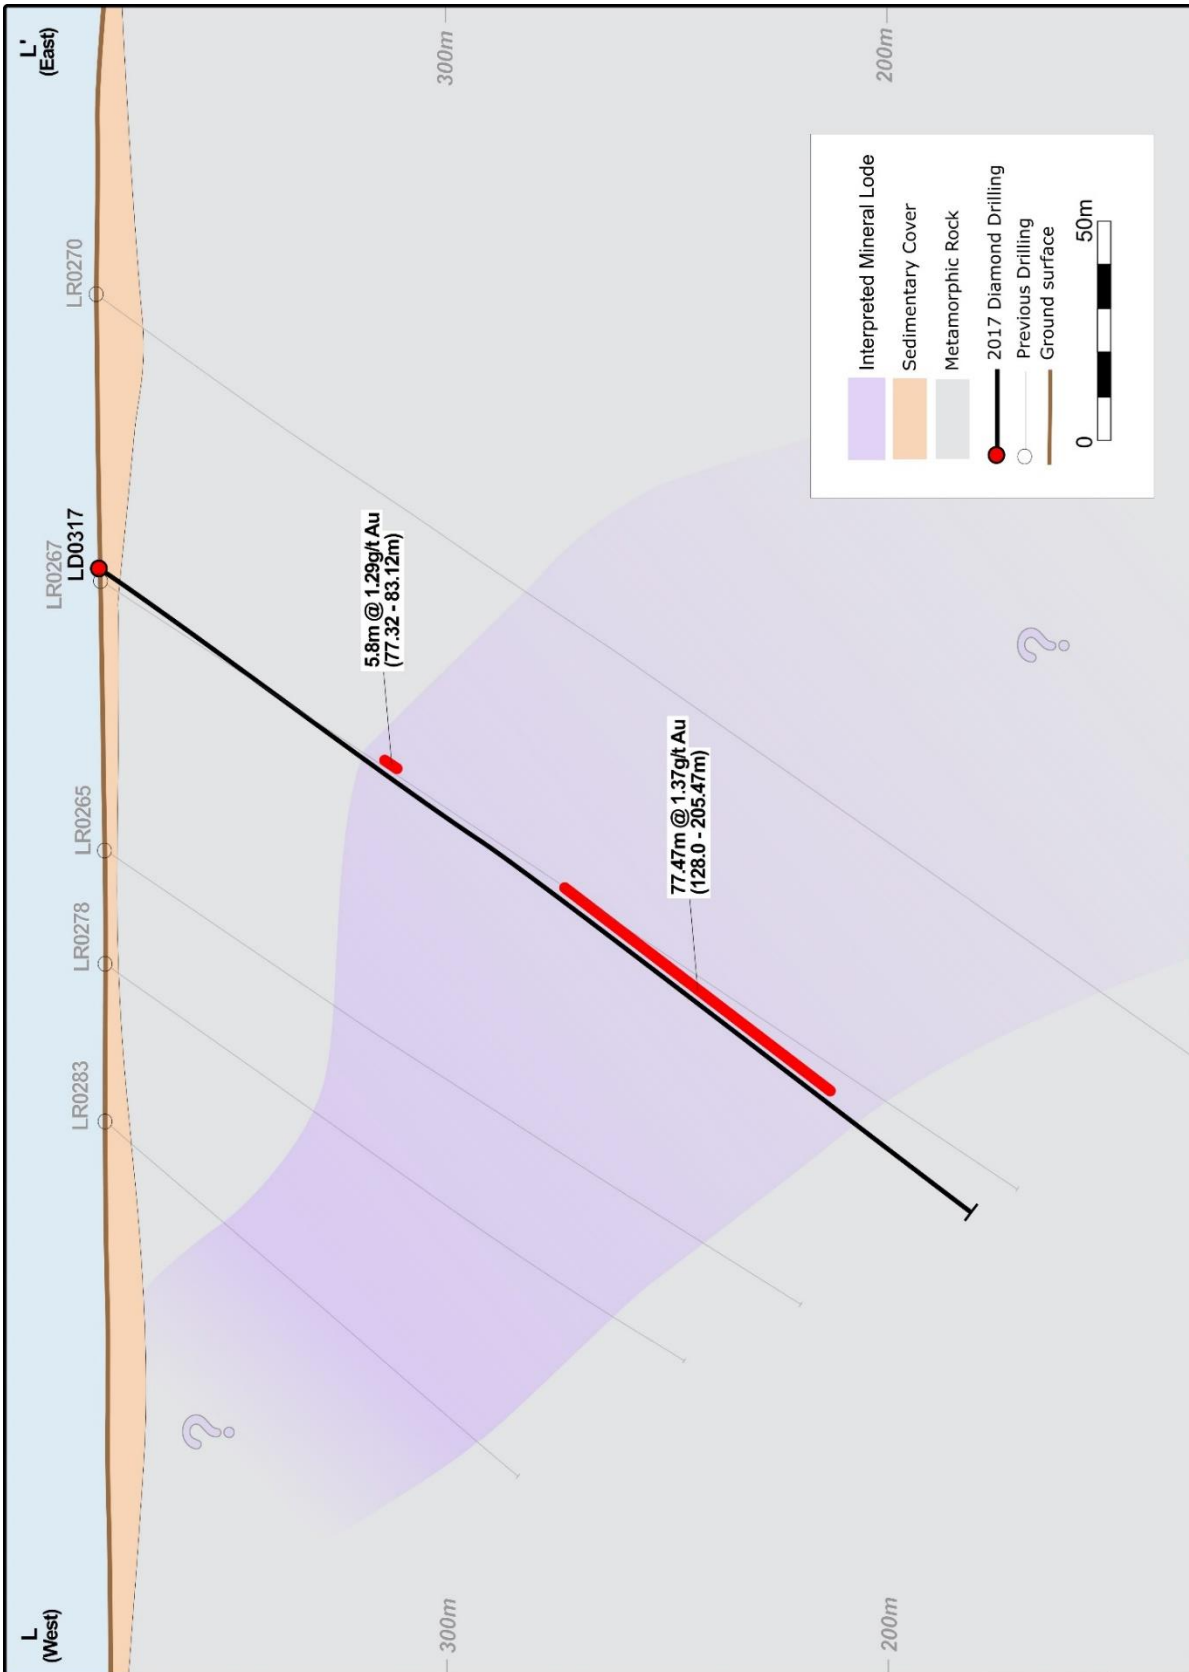 L
(West)
L'
(East)
LR0283
LR0278
LR0265
LR0267
LD0317
LR0270
300m
300m
5.8m @ 1.29g/t Au
(77.32 - 83.12m)
77.47m @ 1.37g/t Au
(128.0 - 205.47m)
?
?
200m
200m
Interpreted Mineral Lode
Sedimentary Cover
Metamorphic Rock
2017 Diamond Drilling
Previous Drilling
Ground surface
0
50m